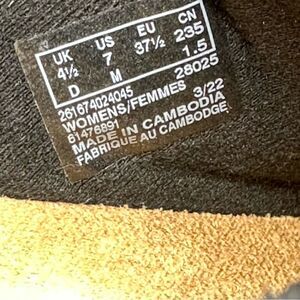 UK US EU CN
4½ 7 37½ 235
D M 1.5
261674024045 28025
WOMENS/FEMMES 3/22
61476891
MADE IN CAMBODIA
FABRIQUE AU CAMBODGE